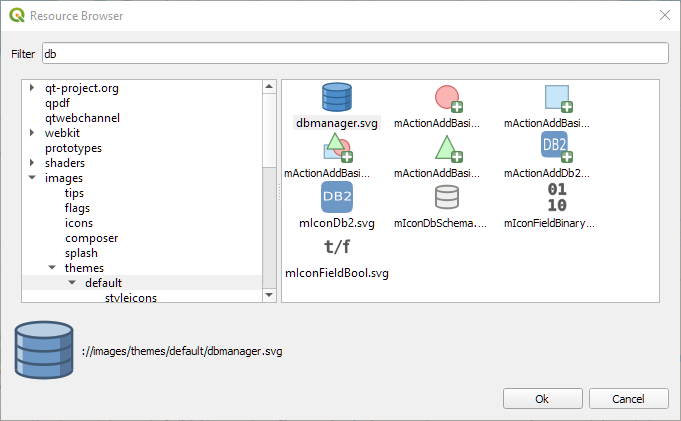 Resource Browser
Filter
db
qt-project.org
qpdf
qtwebchannel
webkit
prototypes
shaders
images
tips
flags
icons
composer
splash
themes
default
styleicons
dbmanager.svg
mActionAddBasi...
mActionAddBasi...
mActionAddBasi...
mActionAddBasi...
DB2
mActionAddDb2...
DB2
mIconDb2.svg
mIconDbSchema....
01
10
mIconFieldBinary...
t/f
mIconFieldBool.svg
://images/themes/default/dbmanager.svg
Ok
Cancel